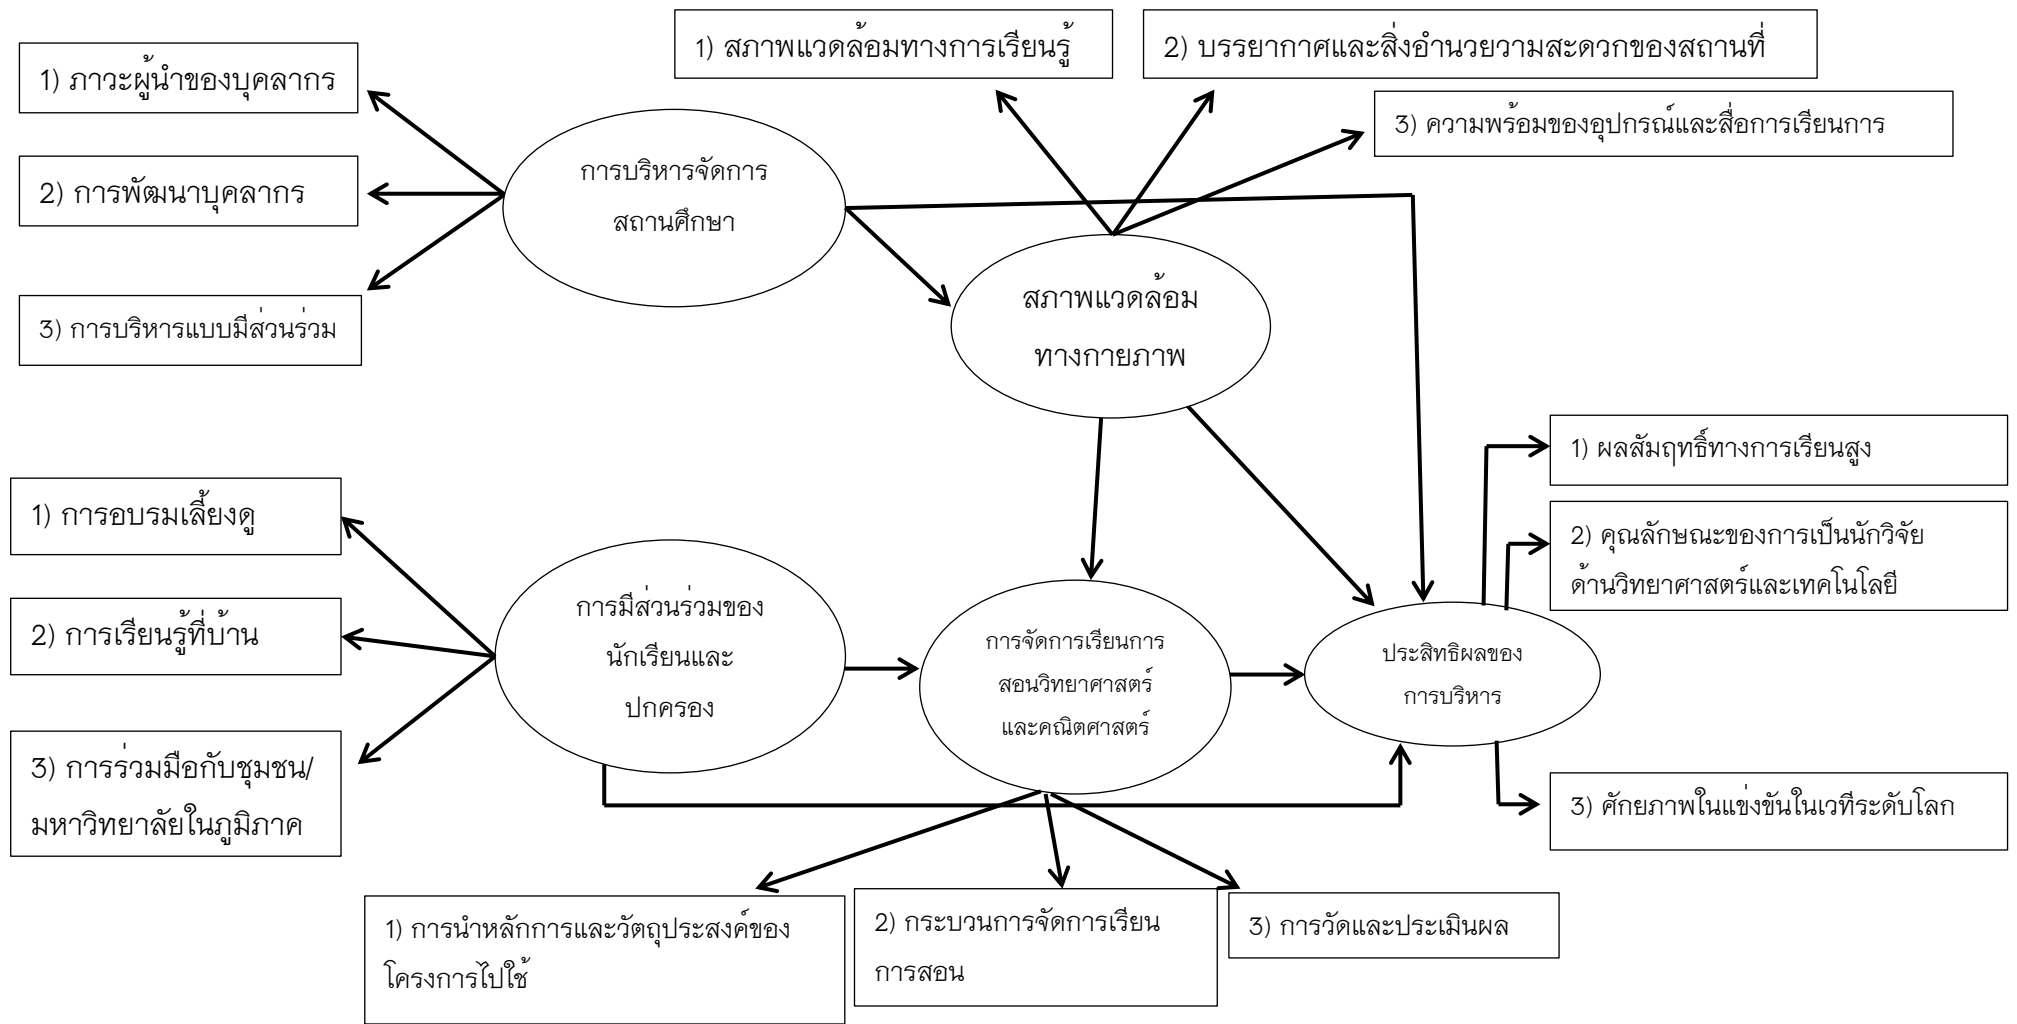 1) สภาพแวดล้อมทางการเรียนรู้
2) บรรยากาศและสิ่งอำนวยวามสะดวกของสถานที่
1) ภาวะผู้นำของบุคลากร
3) ความพร้อมของอุปกรณ์และสื่อการเรียนการ
การบริหารจัดการ
สถานศึกษา
2) การพัฒนาบุคลากร
3) การบริหารแบบมีส่วนร่วม
สภาพแวดล้อม
ทางกายภาพ
1) ผลสัมฤทธิ์ทางการเรียนสูง
2) คุณลักษณะของการเป็นนักวิจัย
ด้านวิทยาศาสตร์และเทคโนโลยี
1) การอบรมเลี้ยงดู
2) การเรียนรู้ที่บ้าน
3) การร่วมมือกับชุมชน/
มหาวิทยาลัยในภูมิภาค
การมีส่วนร่วมของ
นักเรียนและ
ปกครอง
การจัดการเรียนการ
สอนวิทยาศาสตร์
และคณิตศาสตร์
ประสิทธิผลของ
การบริหาร
3) ศักยภาพในแข่งขันในเวทีระดับโลก
1) การนำหลักการและวัตถุประสงค์ของ
โครงการไปใช้
2) กระบวนการจัดการเรียน
การสอน
3) การวัดและประเมินผล